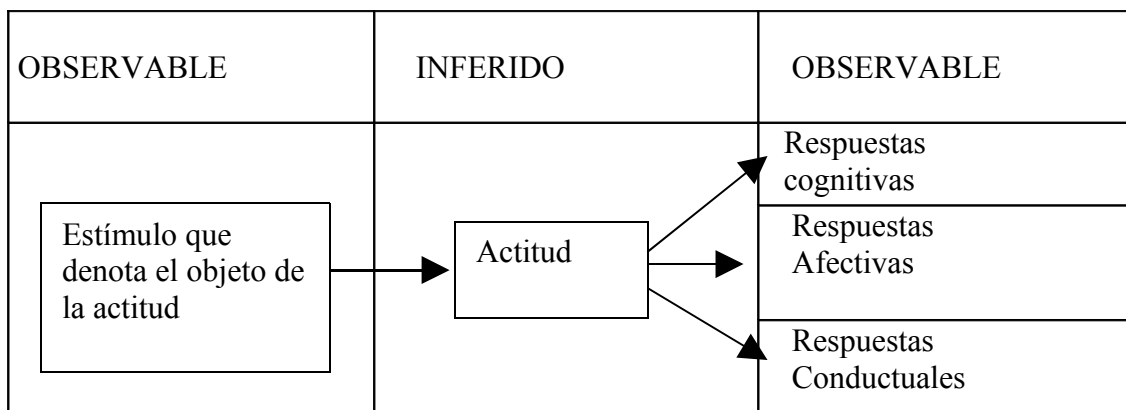 OBSERVABLE
INFERIDO
OBSERVABLE
Estímulo que
denota el objeto de
la actitud
Actitud
Respuestas
cognitivas
Respuestas
Afectivas
Respuestas
Conductuales